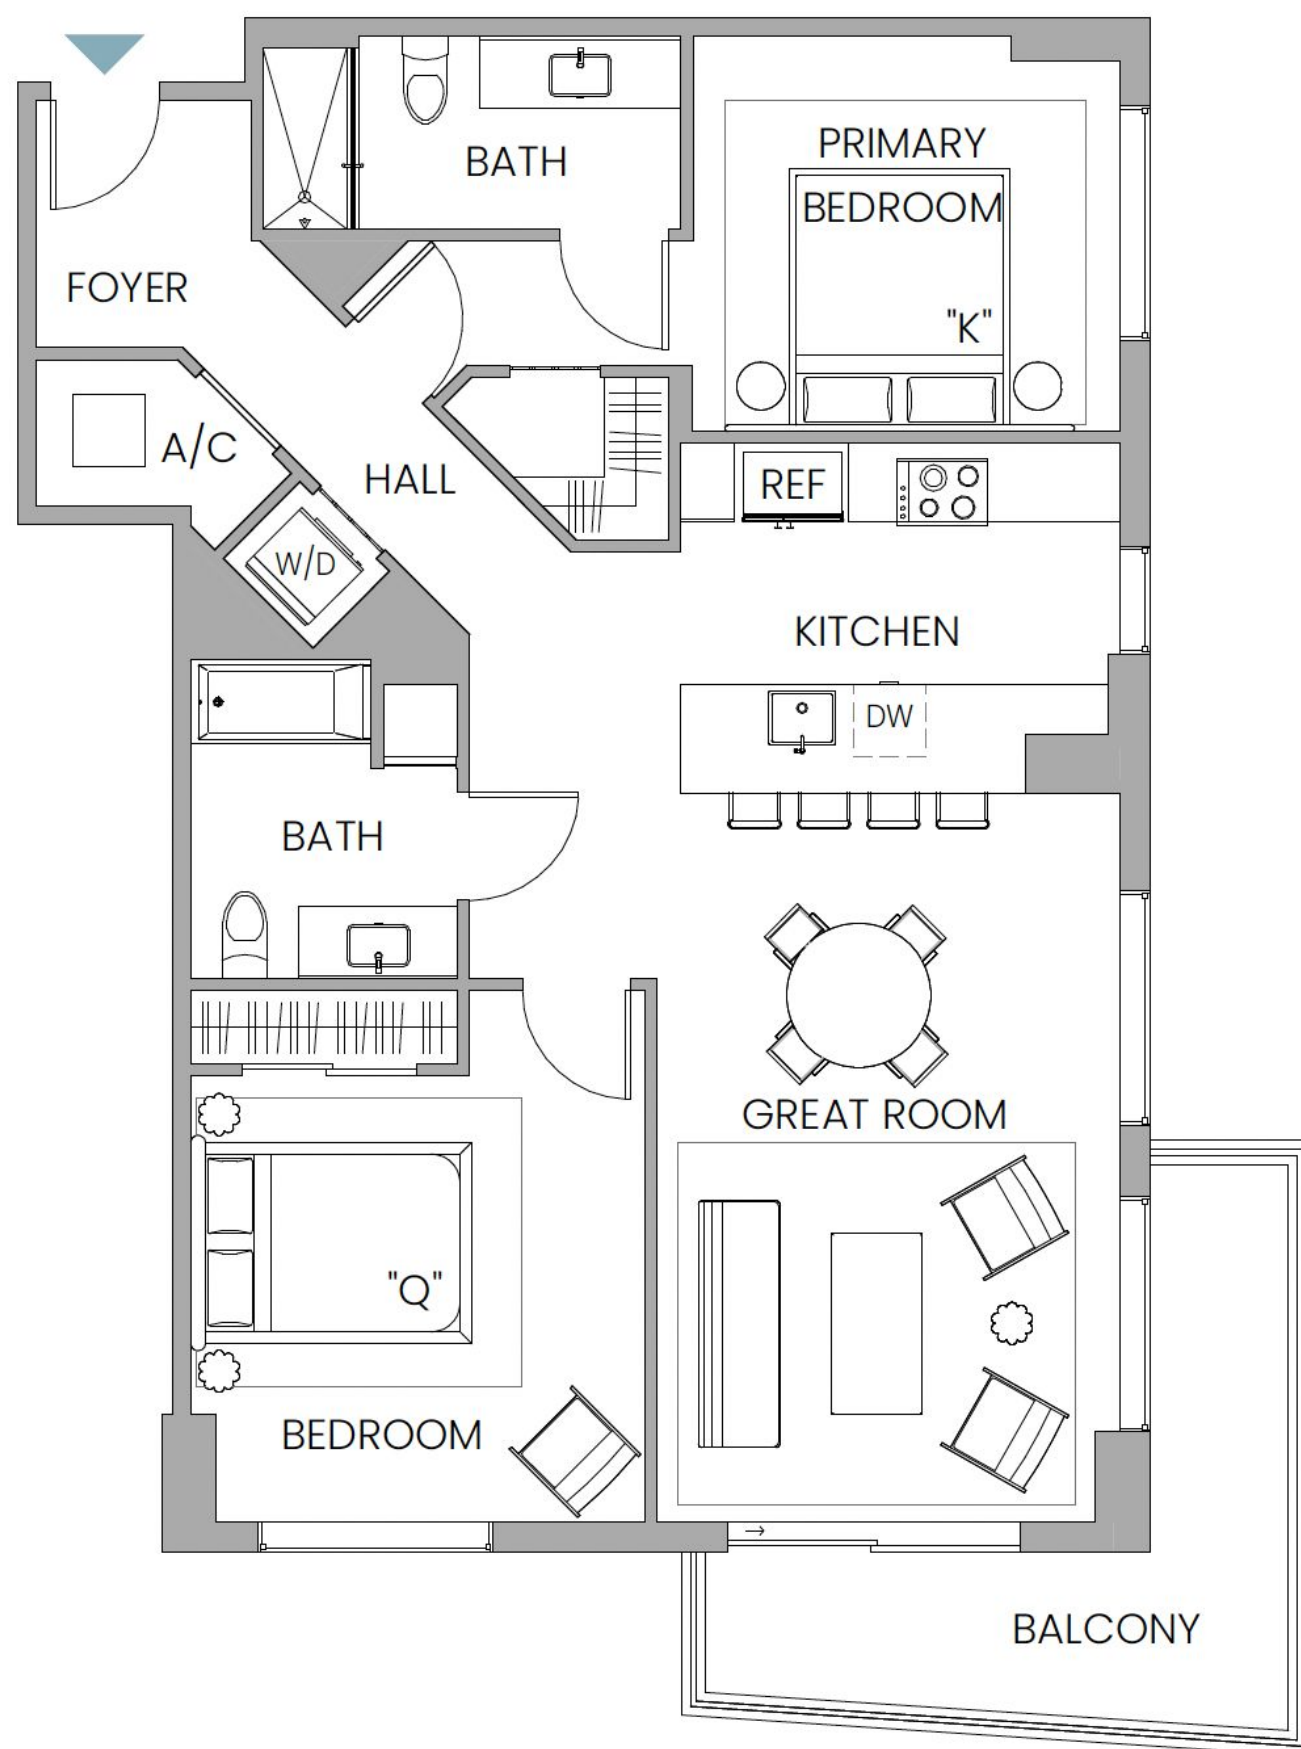 BATH
PRIMARY
BEDROOM
"K"
FOYER
A/C
HALL
REF
W/D
KITCHEN
DW
BATH
GREAT ROOM
"Q"
BEDROOM
BALCONY